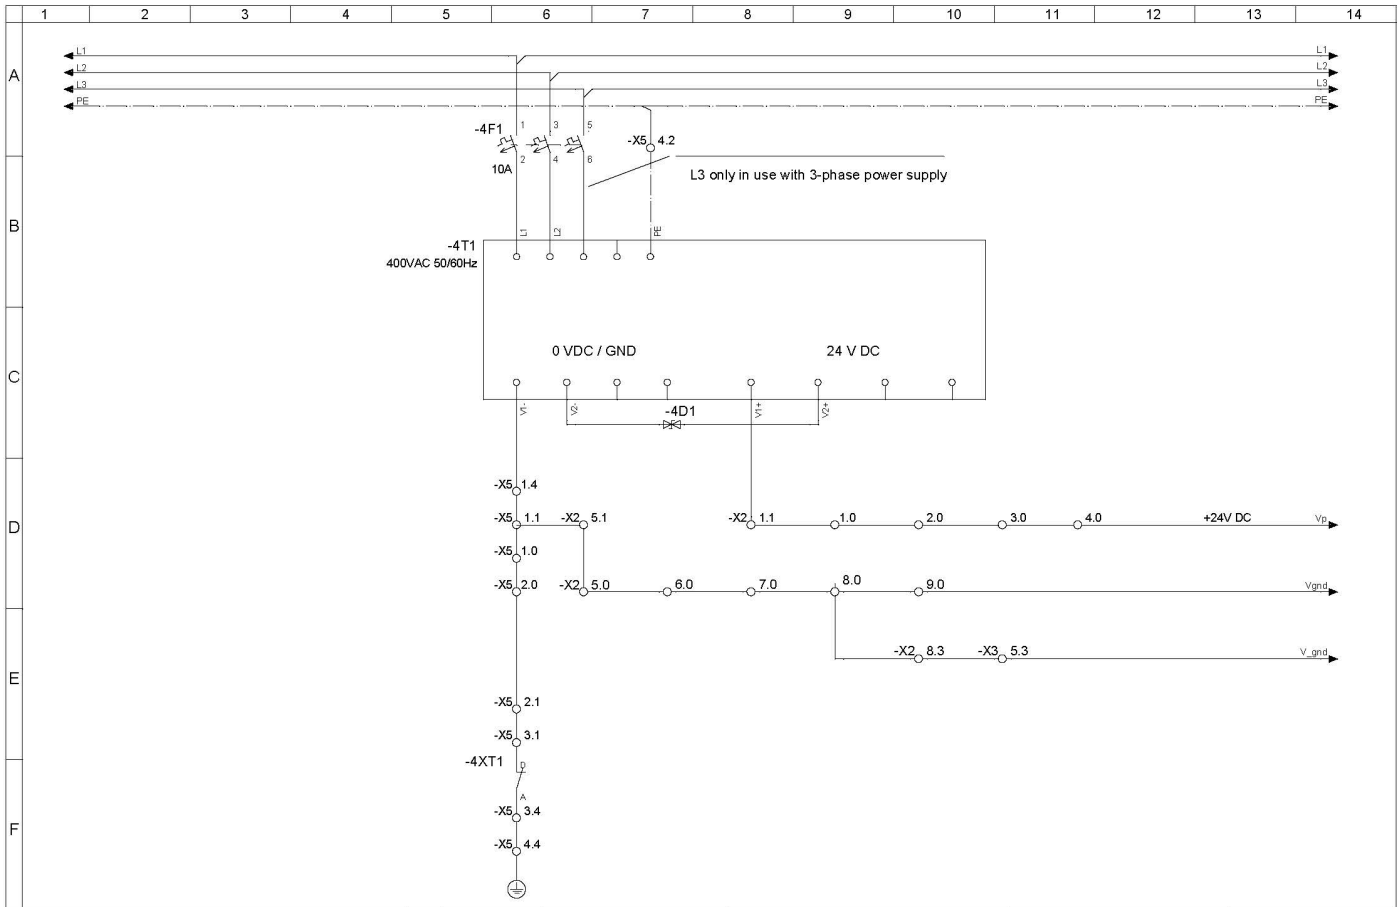 1 2 3 4 5 6 7 8 9 10 11 12 13 14
A
L1 L1
L2 L2
L3 L3
PE PE
-4F1 1 3 5
-X5 4.2
2 4 6
10A
L3 only in use with 3-phase power supply
B
L1 L2 PE
-4T1
400VAC 50/60Hz
0 VDC / GND 24 V DC
C
V1- V2- -4D1 V1+ V2+
-X5 1.4
-X5 1.1 -X2 5.1 -X2 1.1 1.0 2.0 3.0 4.0 +24V DC Vp
D
-X5 1.0
-X5 2.0 -X2 5.0 6.0 7.0 8.0 9.0 Vgnd
-X2 8.3 -X3 5.3 V_gnd
E
-X5 2.1
-X5 3.1
-4XT1 D
A
-X5 3.4
F
-X5 4.4